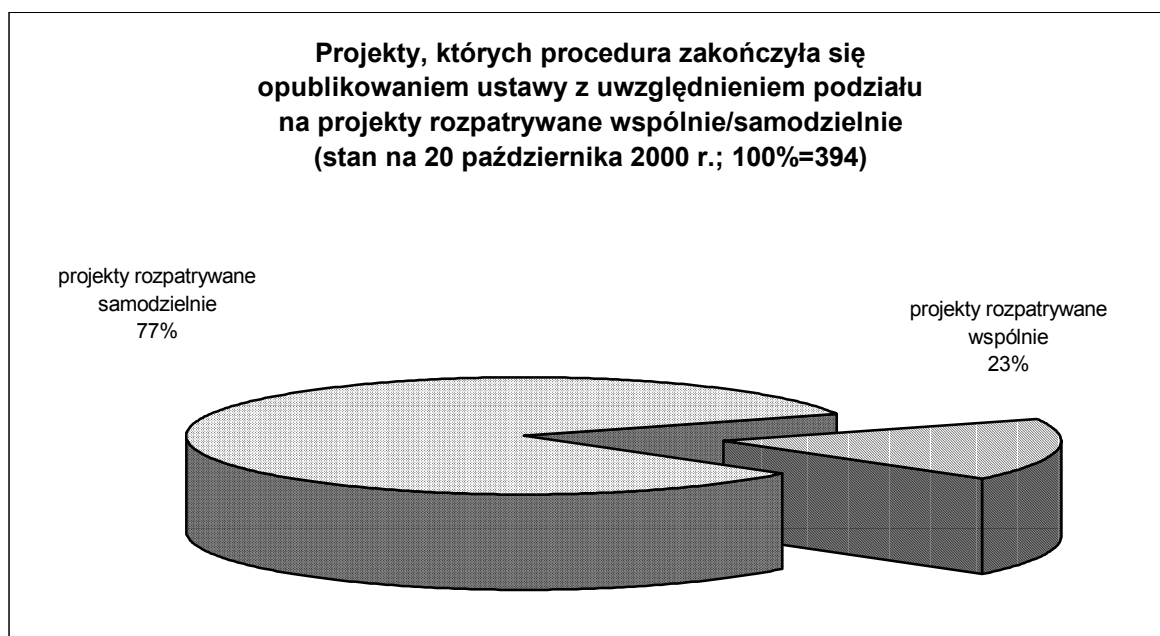 Projekty, których procedura zakończyła się
opublikowaniem ustawy z uwzględnieniem podziału
na projekty rozpatrywane wspólnie/samodzielnie
(stan na 20 października 2000 r.; 100%=394)
projekty rozpatrywane
samodzielnie
77%
projekty rozpatrywane
wspólnie
23%